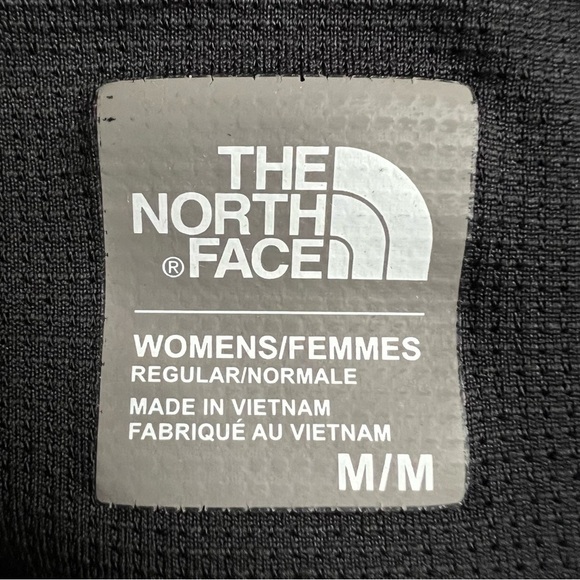 THE
NORTH
® FACE
WOMENS/FEMMES
REGULAR/NORMALE
MADE IN VIETNAM
FABRIQUÉ AU VIETNAM
M/M